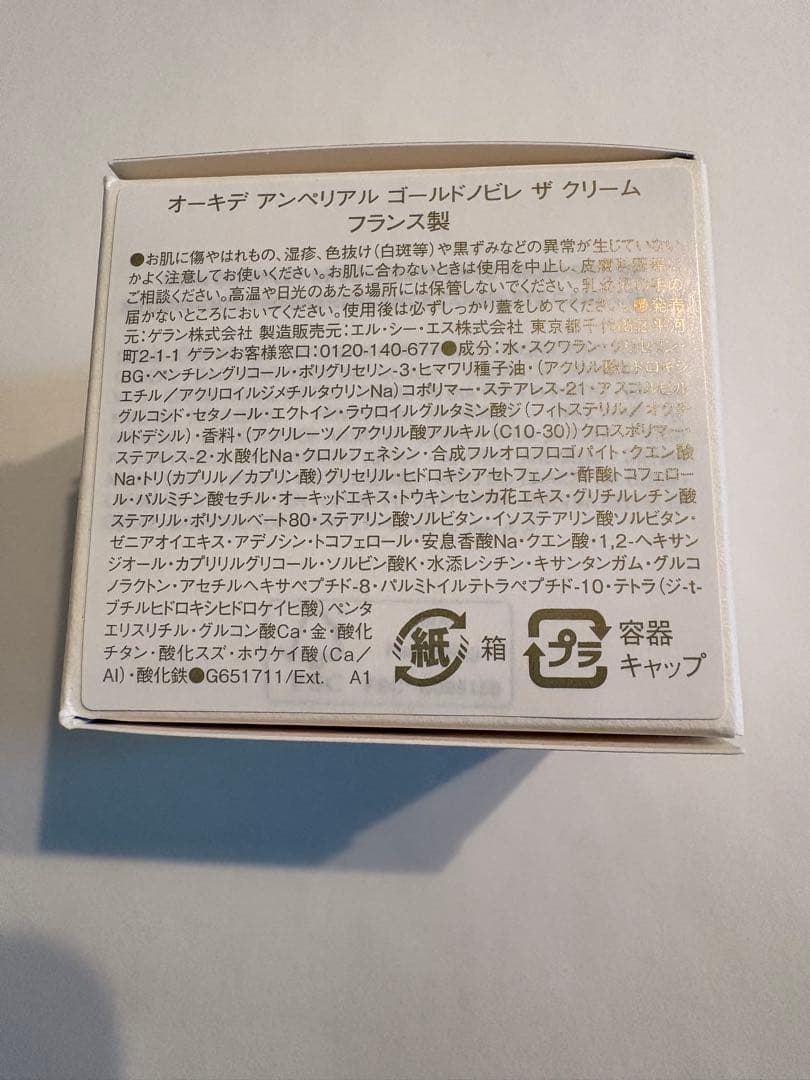 オーキデ アンペリアル ゴールドノビレ ザ クリーム
フランス製
●お肌に傷やはれもの、湿疹、色抜け(白斑等)や黒ずみなどの異常が生じていない
かよく注意してお使いください。お肌に合わないときは使用を中止し、皮膚
ご相談ください。高温や日光のあたる場所には保管しないでください。乳幼児の手の
届かないところにおいてください。使用後は必ずしっかり蓋をしめてください。●発売
元:ゲラン株式会社 製造販売元:エル・シー・エス株式会社 東京都千代田区平河
町2-1-1 ゲランお客様窓口:0120-140-677●成分:水・スクワラン・グリセリン・
BG・ペンチレングリコール・ポリグリセリン-3・ヒマワリ種子油・(アクリル酸ヒドロキシ
エチル/アクリロイルジメチルタウリンNa)コポリマー・ステアレス-21・アスコルビル
グルコシド・セタノール・エクトイン・ラウロイルグルタミン酸ジ(フィトステリル/オクチ
ルドデシル)・香料・(アクリレーツ/アクリル酸アルキル(C10-30))クロスポリマー・
ステアレス-2・水酸化Na・クロルフェネシン・合成フルオロフロゴパイト・クエン酸
Na・トリ(カプリル/カプリン酸)グリセリル・ヒドロキシアセトフェノン・酢酸トコフェロー
ル・パルミチン酸セチル・オーキッドエキス・トウキンセンカ花エキス・グリチルレチン酸
ステアリル・ポリソルベート80・ステアリン酸ソルビタン・イソステアリン酸ソルビタン・
ゼニアオイエキス・アデノシン・トコフェロール・安息香酸Na・クエン酸・1,2-ヘキサン
ジオール・カプリリルグリコール・ソルビン酸K・水添レシチン・キサンタンガム・グルコ
ノラクトン・アセチルヘキサペプチド-8・パルミトイルテトラペプチド-10・テトラ(ジ-t-
ブチルヒドロキシヒドロケイヒ酸)ペンタ
エリスリチル・グルコン酸Ca・金・酸化
チタン・酸化スズ・ホウケイ酸(Ca/
Al)・酸化鉄●G651711/Ext. A1
紙 箱
プラ 容器
キャップ